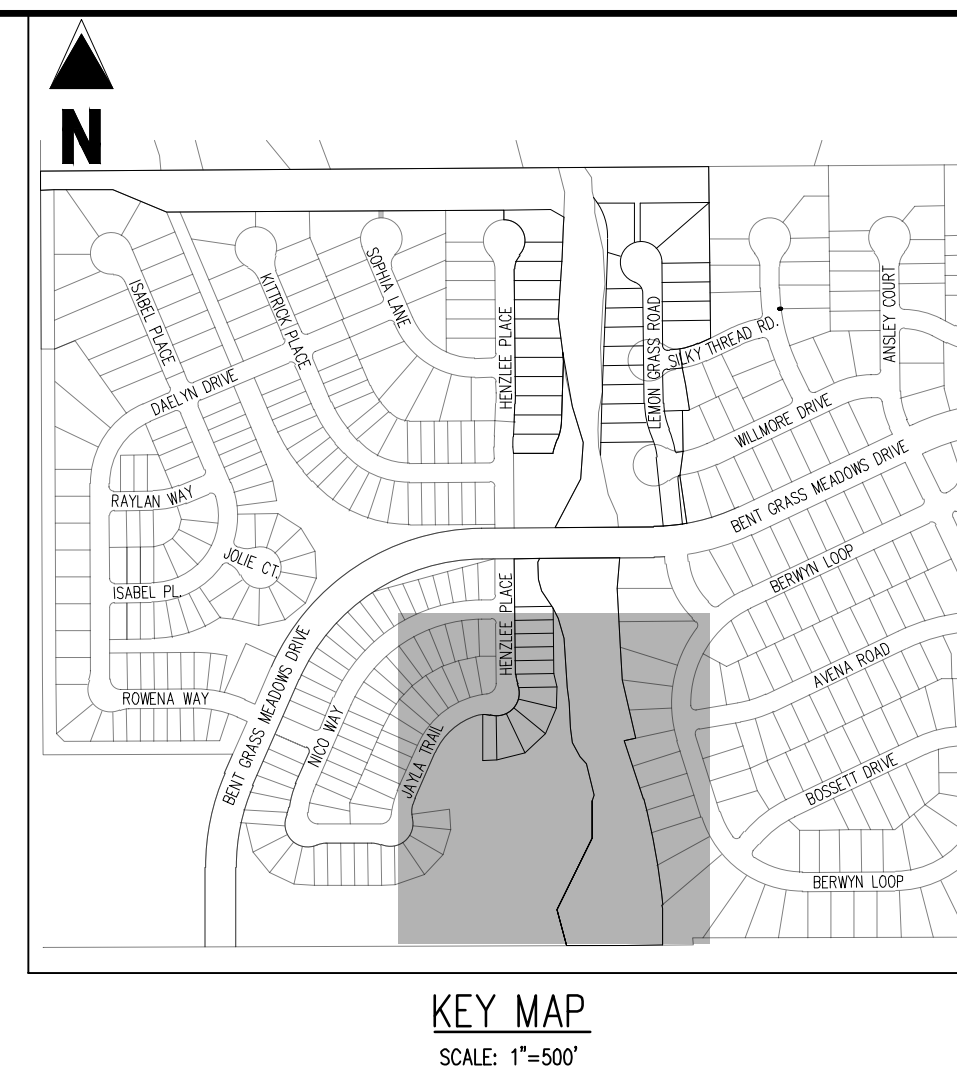 N
ISABEL PLACE
KITTRICK PLACE
SOPHIA LANE
HENZLEE PLACE
LEMON GRASS ROAD
SILKY THREAD RD.
ANSLEY COURT
DAELYN DRIVE
WILLMORE DRIVE
BENT GRASS MEADOWS DRIVE
RAYLAN WAY
JOLIE CT.
ISABEL PL.
BERWYN LOOP
HENZLEE PLACE
AVENA ROAD
ROWENA WAY
BENT GRASS MEADOWS DRIVE
NICO WAY
JAYLA TRAIL
BOSSETT DRIVE
BERWYN LOOP
KEY MAP
SCALE: 1"=500'